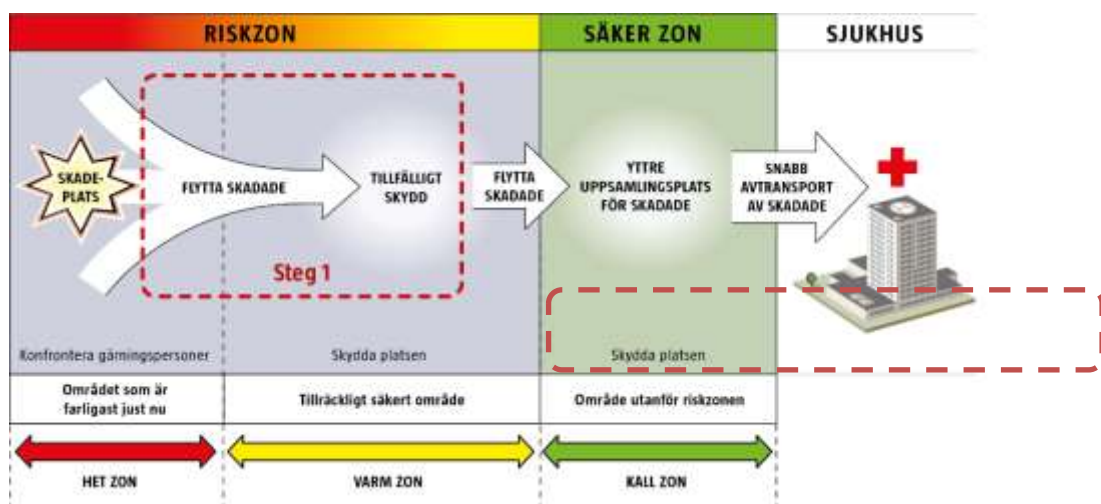 RISKZON
SÄKER ZON
SJUKHUS
SKADE-
PLATS
FLYTTA SKADADE
TILLFÄLLIGT
SKYDD
FLYTTA
SKADADE
YTTRE
UPPSAMLINGSPLATS
FÖR SKADADE
SNABB
AVTRANSPORT
AV SKADADE
Steg 1
Konfrontera gärningspersoner
Skydda platsen
Skydda platsen
Området som är
farligast just nu
Tillräckligt säkert område
Område utanför riskzonen
HET ZON
VARM ZON
KALL ZON